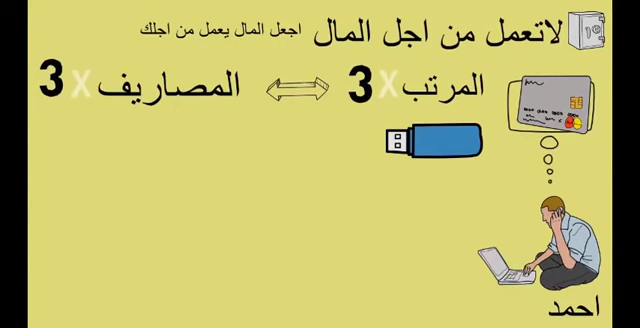 لاتعمل من اجل المال اجعل المال يعمل من اجلك
المرتب X 3 المصاريف X 3
احمد